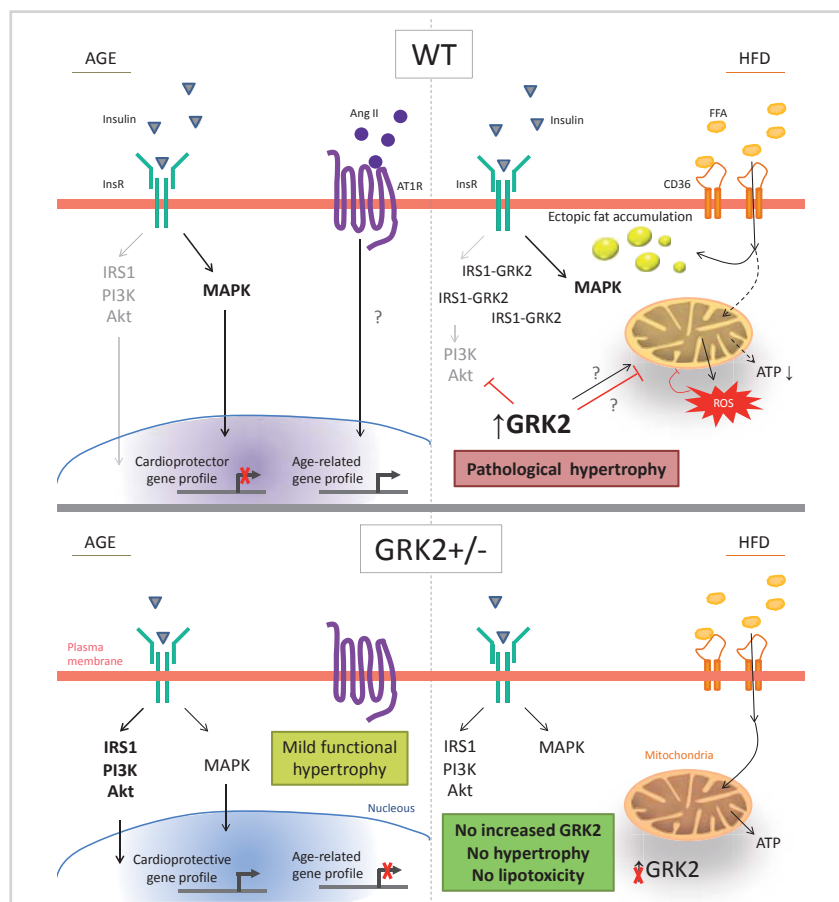 WT
AGE
HFD
Insulin
Ang II
Insulin
FFA
InsR
AT1R
InsR
CD36
Ectopic fat accumulation
IRS1
PI3K
Akt
MAPK
?
IRS1-GRK2
IRS1-GRK2
IRS1-GRK2
MAPK
PI3K
Akt
?
?
ATP ↓
ROS
↑GRK2
Pathological hypertrophy
Cardioprotector
gene profile
Age-related
gene profile
GRK2+/-
AGE
HFD
Plasma
membrane
IRS1
PI3K
Akt
MAPK
Mild functional
hypertrophy
Nucleous
Cardioprotective
gene profile
Age-related
gene profile
IRS1
PI3K
Akt
MAPK
Mitochondria
ATP
No increased GRK2
No hypertrophy
No lipotoxicity
↑GRK2